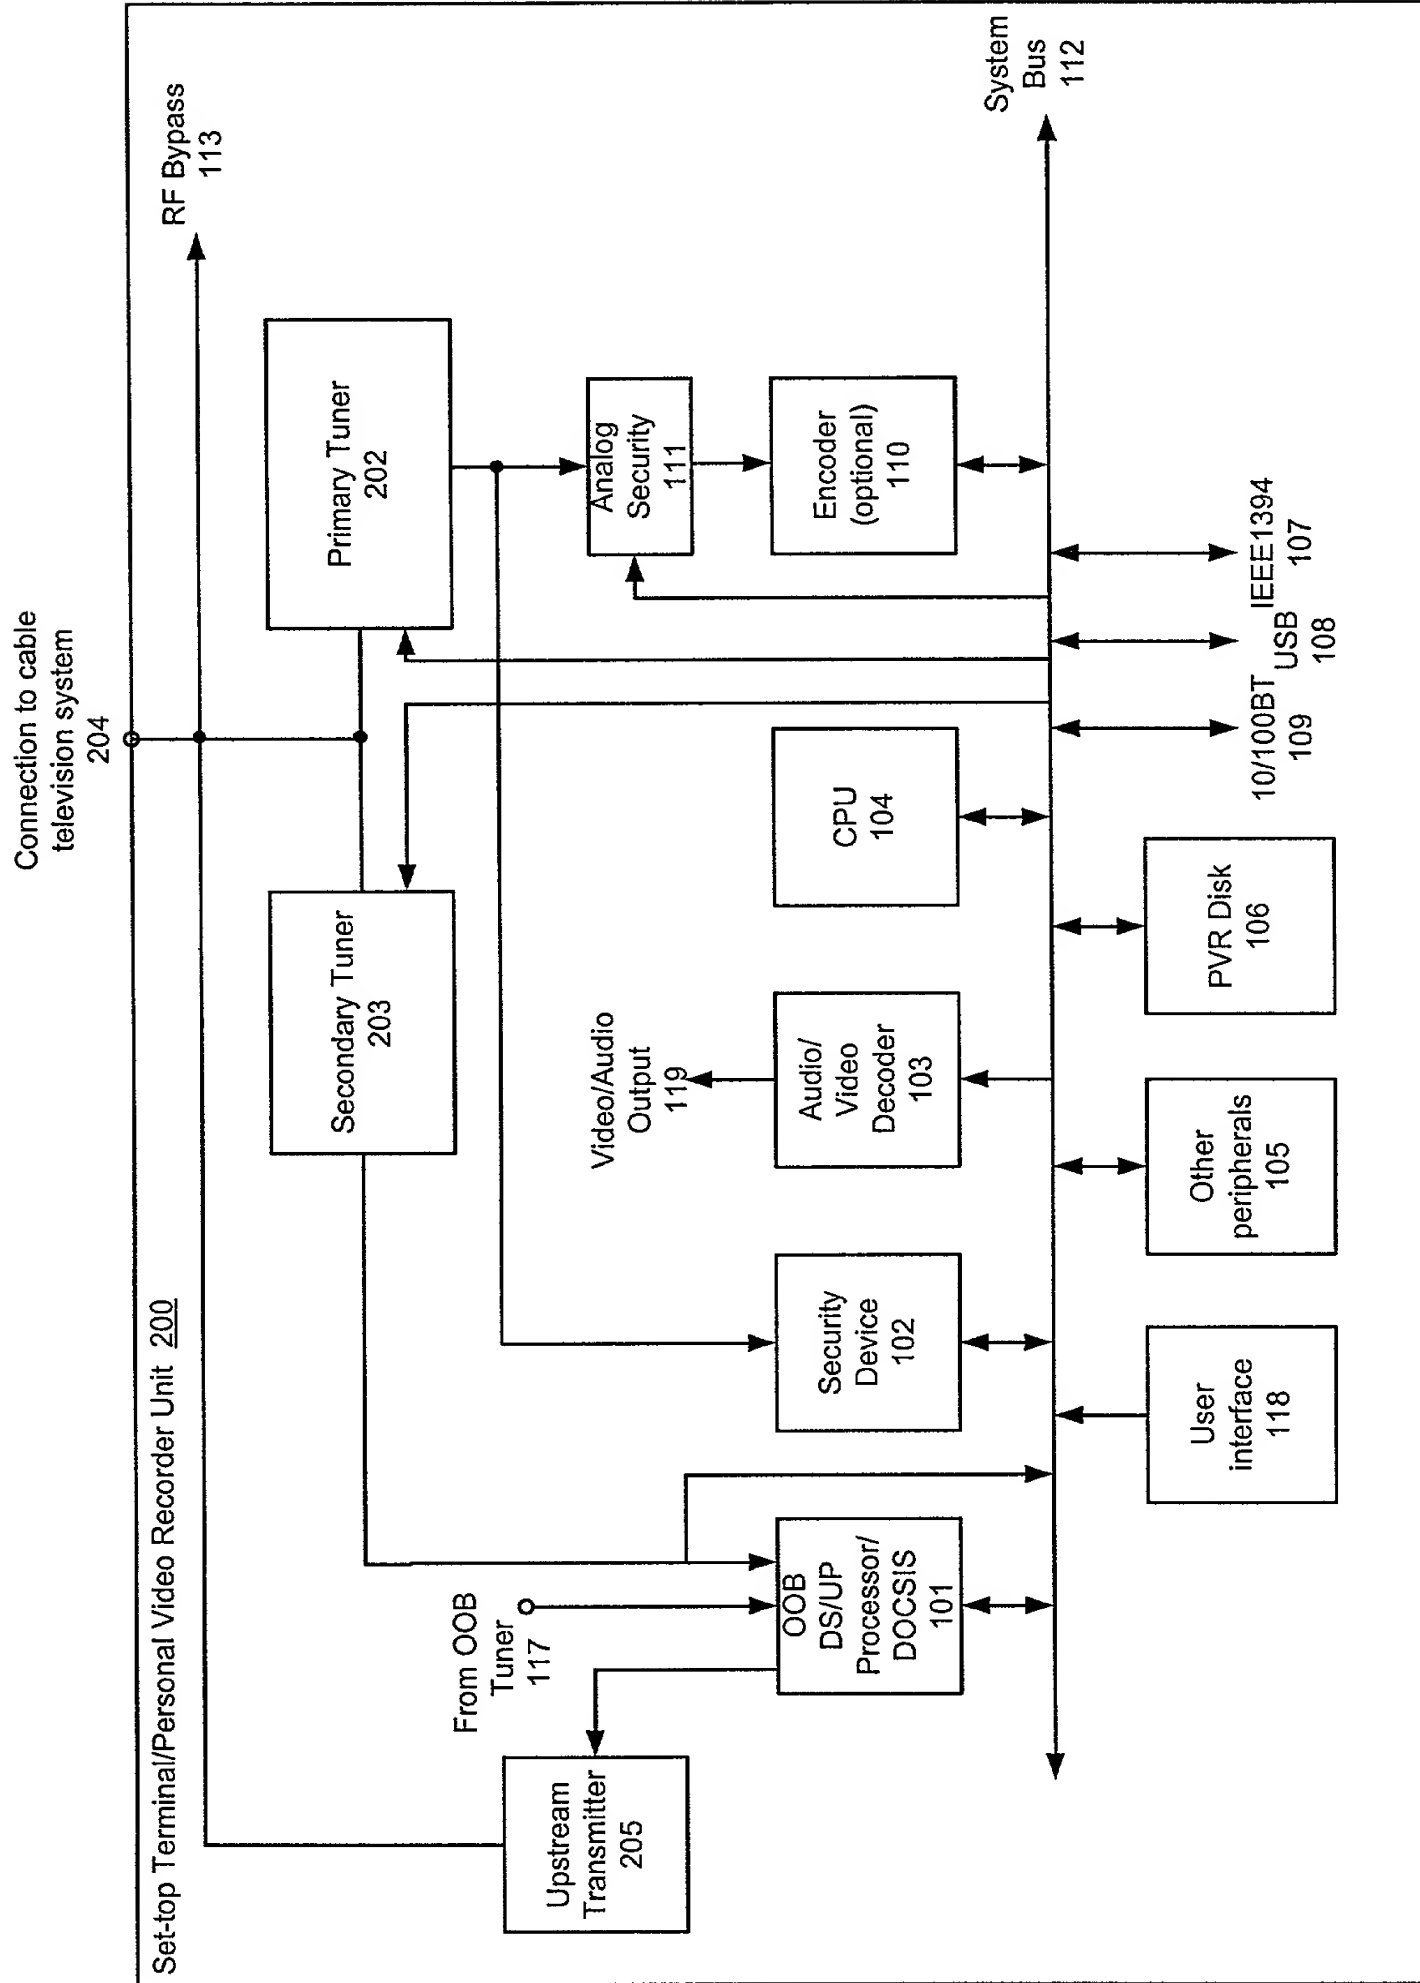 Set-top Terminal/Personal Video Recorder Unit 200
Connection to cable
television system
204
RF Bypass
113
Secondary Tuner
203
Primary Tuner
202
Upstream
Transmitter
205
From OOB
Tuner
117
Video/Audio
Output
119
Analog
Security
111
OOB
DS/UP
Processor/
DOCSIS
101
Security
Device
102
Audio/
Video
Decoder
103
CPU
104
Encoder
(optional)
110
System
Bus
112
User
interface
118
Other
peripherals
105
PVR Disk
106
10/100BT
109
USB
108
IEEE1394
107